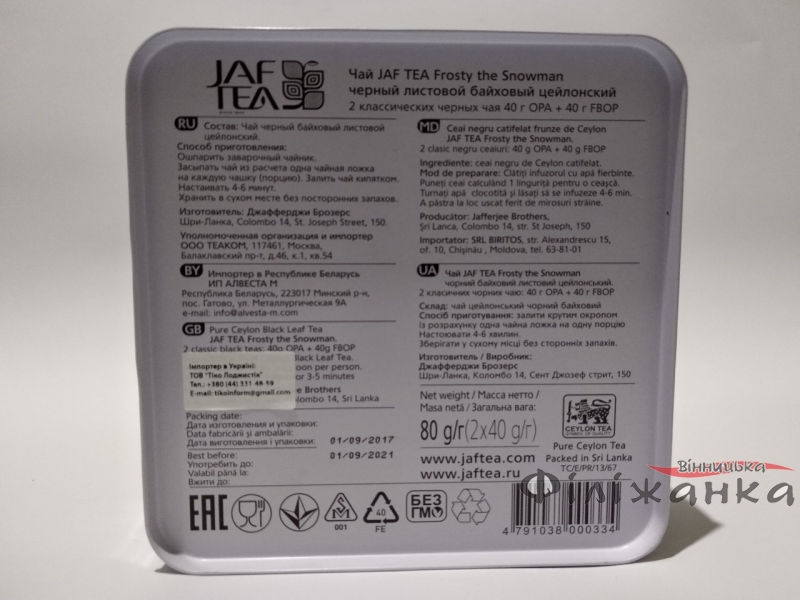 JAF TEA
Чай JAF TEA Frosty the Snowman
черный листовой байховый цейлонский
2 классических черных чая 40 г OPA + 40 г FBOP
RU Состав: Чай черный байховый листовой
цейлонский.
Способ приготовления:
Ошпарить заварочный чайник.
Засыпать чай из расчета одна чайная ложка
на каждую чашку (порцию). Залить чай кипятком.
Настаивать 4-6 минут.
Хранить в сухом месте без посторонних запахов.
Изготовитель: Джафферджи Брозерс
Шри-Ланка, Colombo 14, St. Joseph Street, 150.
Уполномоченная организация и импортер
ООО ТЕАКОМ, 117461, Москва,
Балаклавский пр-т, д.46, к.1, кв.54
BY Импортер в Республике Беларусь
ИП АЛВЕСТА М
Республика Беларусь, 223017 Минский р-н,
пос. Гатово, ул. Металлургическая 9А
e-mail: info@alvesta-m.com
GB Pure Ceylon Black Leaf Tea
JAF TEA Frosty the Snowman.
2 classic black teas: 40g OPA + 40g FBOP
Black Leaf Tea.
oon per person.
or 3-5 minutes
Brothers
Colombo 14, Sri Lanka
Імпортер в Україні:
ТОВ "Тіко Лоджистік"
Тел.: +380 (44) 331 48 59
E-mail: tikoinform@gmail.com
Packing date:
Дата изготовления и упаковки:
Data fabricării şi ambalării:
Дата виготовлення і упаковки:
01/09/2017
Best before:
Употребить до:
Valabil până la:
Вжити до:
01/09/2021
MD Ceai negru catifelat frunze de Ceylon
JAF TEA Frosty the Snowman.
2 clasic negru ceaiuri: 40 g OPA + 40 g FBOP
Ingrediente: ceai negru de Ceylon catifelat.
Mod de preparare: Clătiţi infuzorul cu apă fierbinte.
Puneţi ceai calculând 1 linguriţă pentru o ceaşcă.
Turnaţi apă clocotită şi lăsaţi să se infuzeze 4-6 min.
A păstra la loc uscat ferit de mirosuri străine.
Producător: Jafferjee Brothers,
Şri Lanca, Colombo 14, str. St Joseph, 150
Importator: SRL BIRITOS, str. Alexandrescu 15,
of. 10, Chişinău, Moldova, tel. 63-81-01
UA Чай JAF TEA Frosty the Snowman
чорний байховий листовий цейлонський.
2 класичних чорних чаю: 40 г OPA + 40 г FBOP
Склад: чай цейлонський чорний байховий
Спосіб приготування: залити крутим окропом
із розрахунку одна чайна ложка на одну порцію
Настоювати 4-6 хвилин.
Зберігати у сухому місці без сторонніх запахів.
Изготовитель / Виробник:
Джафферджи Брозерс
Шри-Ланка, Коломбо 14, Сент Джозеф стрит, 150
Net weight / Масса нетто /
Masa netă / Загальна вага:
80 g/г(2x40 g/г)
www.jaftea.com
www.jaftea.ru
CEYLON TEA
SYMBOL OF QUALITY
Pure Ceylon Tea
Packed in Sri Lanka
TC/E/PR/13/67
EAC
001
40
FE
БЕЗ
ГМО
4 791038 000334
Вінницька
Філіжанка